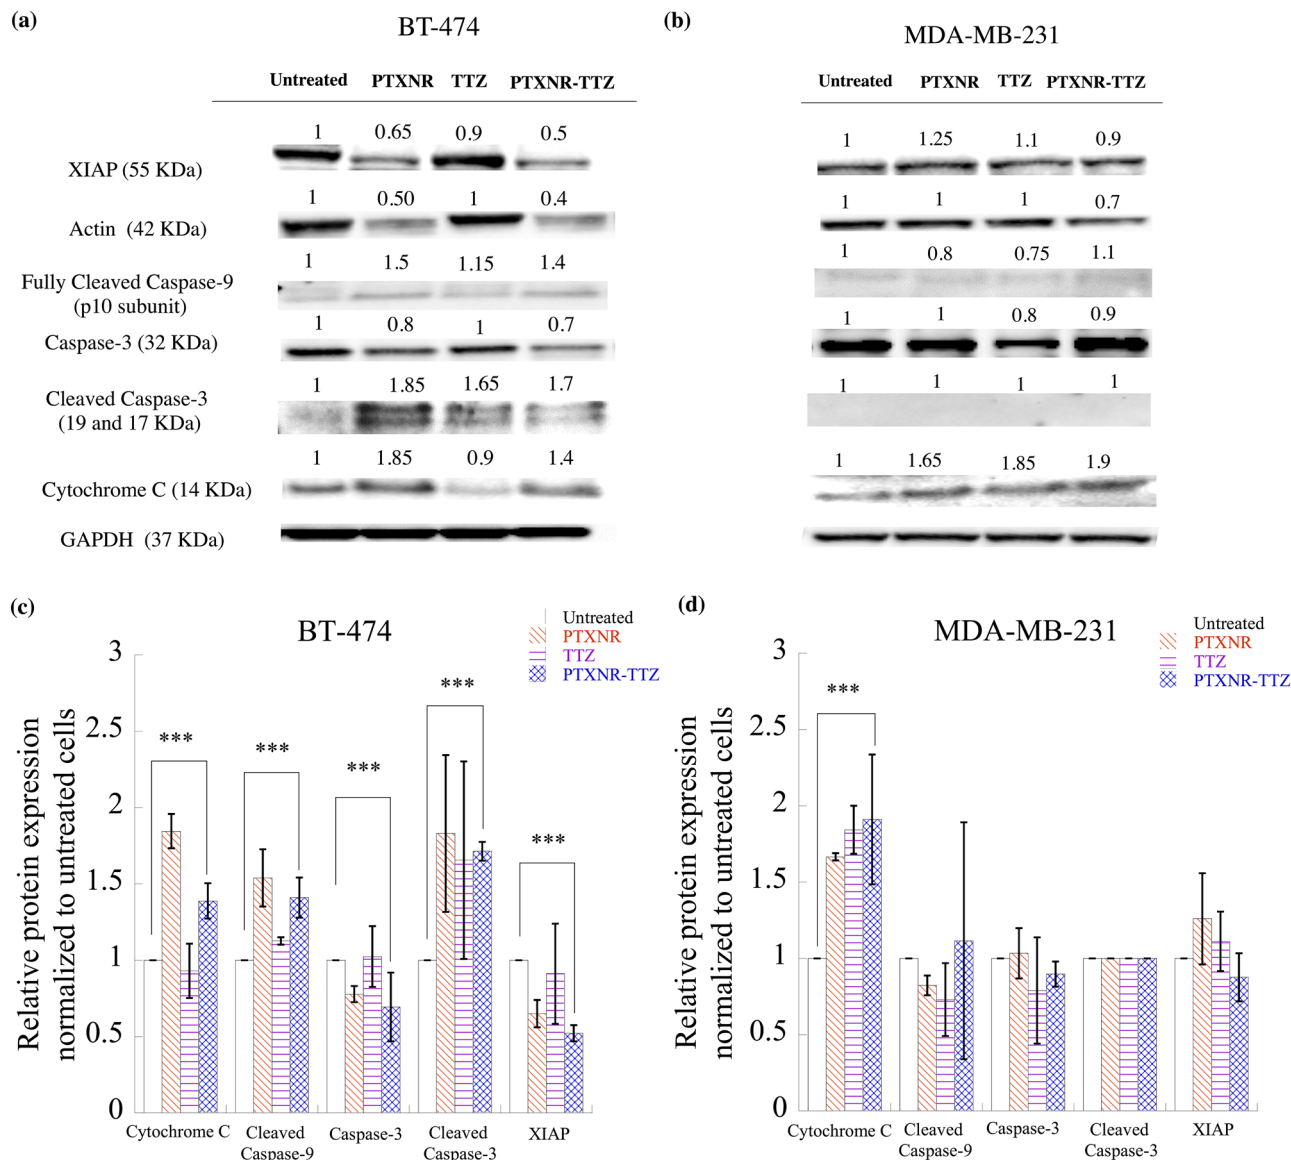 (a)
BT-474
Untreated PTXNR TTZ PTXNR-TTZ
1 0.65 0.9 0.5
XIAP (55 KDa)
1 0.50 1 0.4
Actin (42 KDa)
1 1.5 1.15 1.4
Fully Cleaved Caspase-9
(p10 subunit)
1 0.8 1 0.7
Caspase-3 (32 KDa)
1 1.85 1.65 1.7
Cleaved Caspase-3
(19 and 17 KDa)
1 1.85 0.9 1.4
Cytochrome C (14 KDa)
GAPDH (37 KDa)
(b)
MDA-MB-231
Untreated PTXNR TTZ PTXNR-TTZ
1 1.25 1.1 0.9
1 1 1 0.7
1 0.8 0.75 1.1
1 1 0.8 0.9
1 1 1 1
1 1.65 1.85 1.9
(c)
BT-474
Untreated
PTXNR
TTZ
PTXNR-TTZ
Relative protein expression
normalized to untreated cells
3
2.5
2
1.5
1
0.5
0
***
***
***
***
***
Cytochrome C
Cleaved
Caspase-9
Caspase-3
Cleaved
Caspase-3
XIAP
(d)
MDA-MB-231
Untreated
PTXNR
TTZ
PTXNR-TTZ
Relative protein expression
normalized to untreated cells
3
2.5
2
1.5
1
0.5
0
***
Cytochrome C
Cleaved
Caspase-9
Caspase-3
Cleaved
Caspase-3
XIAP